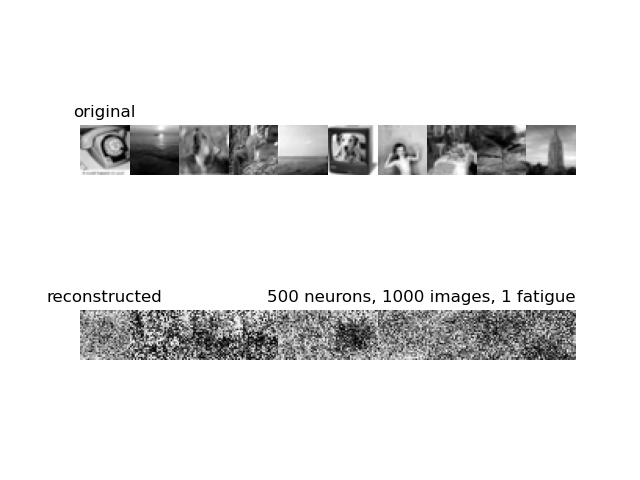 original
reconstructed
500 neurons, 1000 images, 1 fatigue